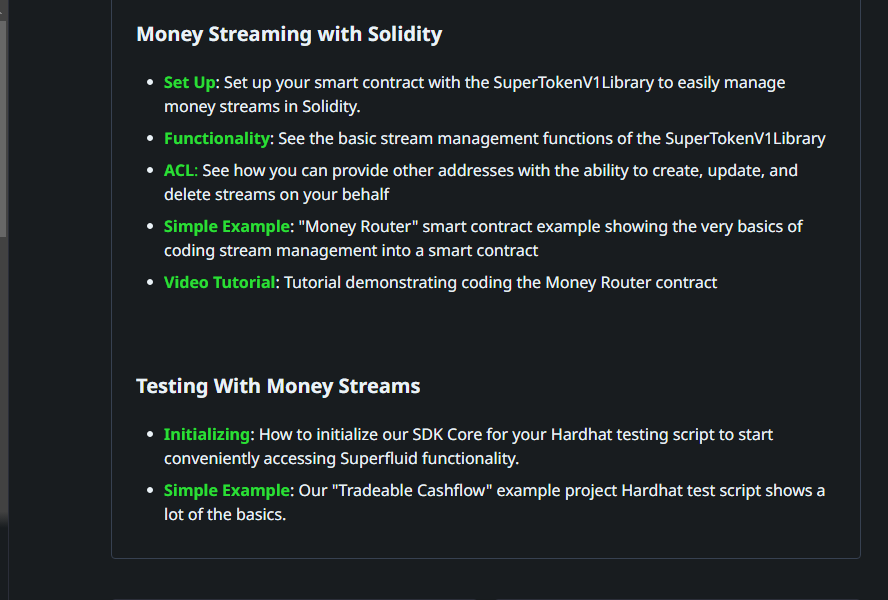 Money Streaming with Solidity
Set Up: Set up your smart contract with the SuperTokenV1Library to easily manage
money streams in Solidity.
Functionality: See the basic stream management functions of the SuperTokenV1Library
ACL: See how you can provide other addresses with the ability to create, update, and
delete streams on your behalf
Simple Example: "Money Router" smart contract example showing the very basics of
coding stream management into a smart contract
Video Tutorial: Tutorial demonstrating coding the Money Router contract
Testing With Money Streams
Initializing: How to initialize our SDK Core for your Hardhat testing script to start
conveniently accessing Superfluid functionality.
Simple Example: Our "Tradeable Cashflow" example project Hardhat test script shows a
lot of the basics.